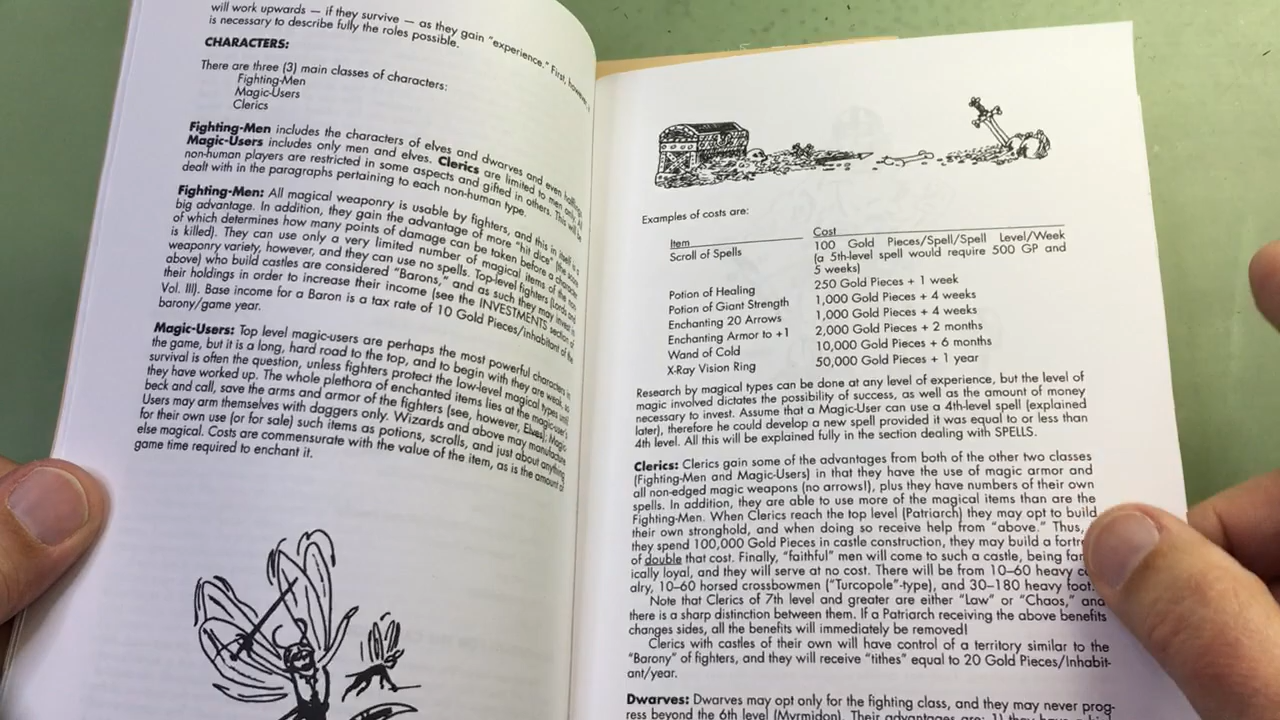 will work upwards — if they survive — as they gain "experience." First, however, it
is necessary to describe fully the roles possible.
CHARACTERS:
There are three (3) main classes of characters:
Fighting-Men
Magic-Users
Clerics
Fighting-Men includes the characters of elves and dwarves and even halflings.
Magic-Users includes only men and elves. Clerics are limited to men only. All
non-human players are restricted in some aspects and gifted in others. This will be
dealt with in the paragraphs pertaining to each non-human type.
Fighting-Men: All magical weaponry is usable by fighters, and this in itself is a
big advantage. In addition, they gain the advantage of more "hit dice" (the score
of which determines how many points of damage can be taken before a character
is killed). They can use only a very limited number of magical items of the non-
weaponry variety, however, and they can use no spells. Top-level fighters (Lords and
above) who build castles are considered "Barons," and as such they may invest in
their holdings in order to increase their income (see the INVESTMENTS section of
Vol. III). Base income for a Baron is a tax rate of 10 Gold Pieces/inhabitant of the
barony/game year.
Magic-Users: Top level magic-users are perhaps the most powerful characters in
the game, but it is a long, hard road to the top, and to begin with they are weak, so
survival is often the question, unless fighters protect the low-level magical types until
they have worked up. The whole plethora of enchanted items lies at the magic-user's
beck and call, save the arms and armor of the fighters (see, however, Elves). Magic-
Users may arm themselves with daggers only. Wizards and above may manufacture
for their own use (or for sale) such items as potions, scrolls, and just about anything
else magical. Costs are commensurate with the value of the item, as is the amount of
game time required to enchant it.
Examples of costs are:
Item Cost
Scroll of Spells 100 Gold Pieces/Spell/Spell Level/Week
(a 5th-level spell would require 500 GP and
5 weeks)
Potion of Healing 250 Gold Pieces + 1 week
Potion of Giant Strength 1,000 Gold Pieces + 4 weeks
Enchanting 20 Arrows 1,000 Gold Pieces + 4 weeks
Enchanting Armor to +1 2,000 Gold Pieces + 2 months
Wand of Cold 10,000 Gold Pieces + 6 months
X-Ray Vision Ring 50,000 Gold Pieces + 1 year
Research by magical types can be done at any level of experience, but the level of
magic involved dictates the possibility of success, as well as the amount of money
necessary to invest. Assume that a Magic-User can use a 4th-level spell (explained
later), therefore he could develop a new spell provided it was equal to or less than
4th level. All this will be explained fully in the section dealing with SPELLS.
Clerics: Clerics gain some of the advantages from both of the other two classes
(Fighting-Men and Magic-Users) in that they have the use of magic armor and
all non-edged magic weapons (no arrows!), plus they have numbers of their own
spells. In addition, they are able to use more of the magical items than are the
Fighting-Men. When Clerics reach the top level (Patriarch) they may opt to build
their own stronghold, and when doing so receive help from "above." Thus,
they spend 100,000 Gold Pieces in castle construction, they may build a fortre
of double that cost. Finally, "faithful" men will come to such a castle, being fan
ically loyal, and they will serve at no cost. There will be from 10–60 heavy c
alry, 10–60 horsed crossbowmen ("Turcopole"-type), and 30–180 heavy foot.
Note that Clerics of 7th level and greater are either "Law" or "Chaos," and
there is a sharp distinction between them. If a Patriarch receiving the above benefits
changes sides, all the benefits will immediately be removed!
Clerics with castles of their own will have control of a territory similar to the
"Barony" of fighters, and they will receive "tithes" equal to 20 Gold Pieces/Inhabit-
ant/year.
Dwarves: Dwarves may opt only for the fighting class, and they may never prog-
ress beyond the 6th level (Myrmidon). Their advantages are: 1) they have